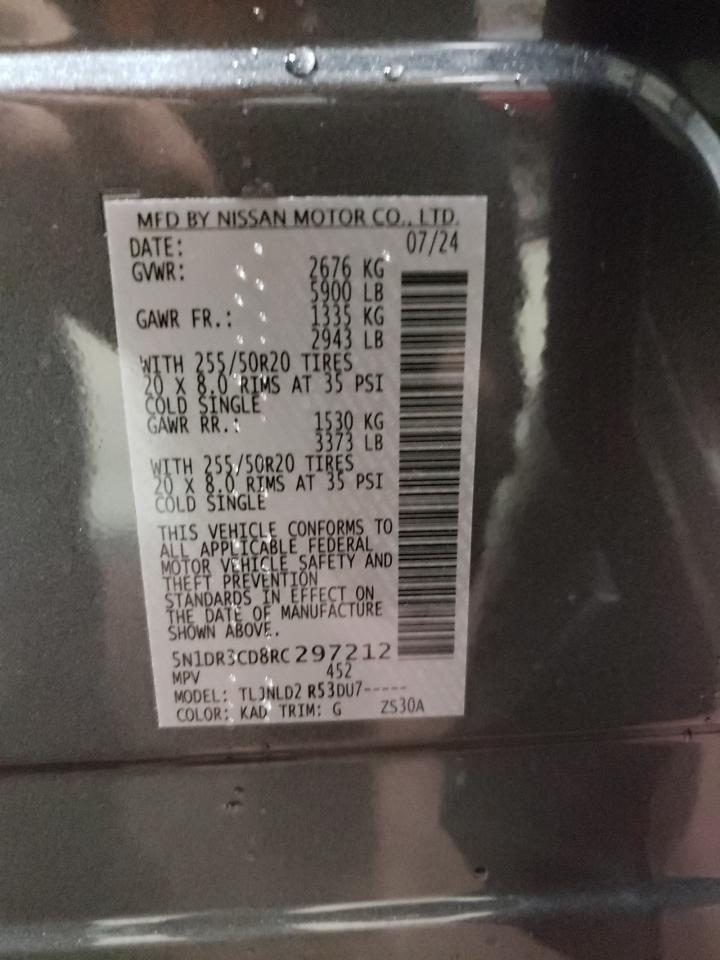 MFD BY NISSAN MOTOR CO., LTD.
DATE: 07/24
GVWR: 2676 KG
5900 LB
GAWR FR.: 1335 KG
2943 LB
WITH 255/50R20 TIRES
20 X 8.0 RIMS AT 35 PSI
COLD SINGLE
GAWR RR.: 1530 KG
3373 LB
WITH 255/50R20 TIRES
20 X 8.0 RIMS AT 35 PSI
COLD SINGLE
THIS VEHICLE CONFORMS TO
ALL APPLICABLE FEDERAL
MOTOR VEHICLE SAFETY AND
THEFT PREVENTION
STANDARDS IN EFFECT ON
THE DATE OF MANUFACTURE
SHOWN ABOVE.
5N1DR3CD8RC297212
MPV 452
MODEL: TLJNLD2 R53DU7-----
COLOR: KAD TRIM: G ZS30A